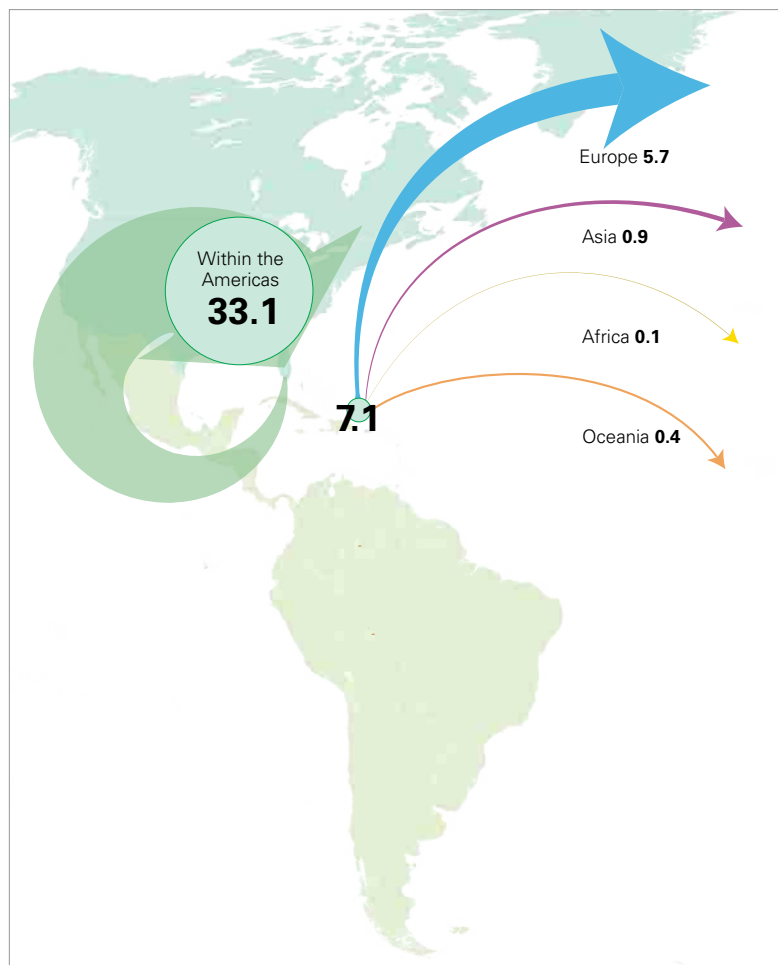 Europe 5.7
Within the
Americas
33.1
Asia 0.9
Africa 0.1
7.1
Oceania 0.4